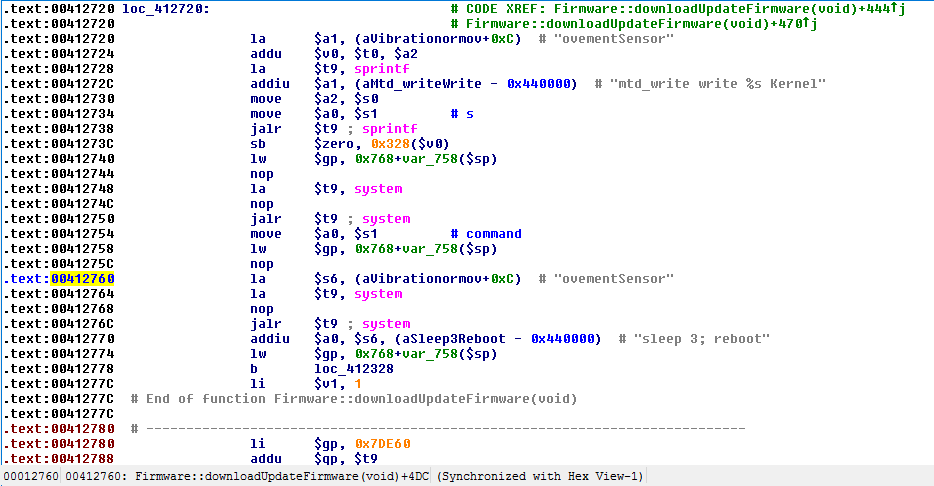 .text:00412720 loc_412720: # CODE XREF: Firmware::downloadUpdateFirmware(void)+444↑j
.text:00412720 # Firmware::downloadUpdateFirmware(void)+470↑j
.text:00412720 la $a1, (aVibrationormov+0xC) # "ovementSensor"
.text:00412724 addu $v0, $t0, $a2
.text:00412728 la $t9, sprintf
.text:0041272C addiu $a1, (aMtd_writeWrite - 0x440000) # "mtd_write write %s Kernel"
.text:00412730 move $a2, $s0
.text:00412734 move $a0, $s1 # s
.text:00412738 jalr $t9 ; sprintf
.text:0041273C sb $zero, 0x328($v0)
.text:00412740 lw $gp, 0x768+var_758($sp)
.text:00412744 nop
.text:00412748 la $t9, system
.text:0041274C nop
.text:00412750 jalr $t9 ; system
.text:00412754 move $a0, $s1 # command
.text:00412758 lw $gp, 0x768+var_758($sp)
.text:0041275C nop
.text:00412760 la $s6, (aVibrationormov+0xC) # "ovementSensor"
.text:00412764 la $t9, system
.text:00412768 nop
.text:0041276C jalr $t9 ; system
.text:00412770 addiu $a0, $s6, (aSleep3Reboot - 0x440000) # "sleep 3; reboot"
.text:00412774 lw $gp, 0x768+var_758($sp)
.text:00412778 b loc_412328
.text:0041277C li $v1, 1
.text:0041277C # End of function Firmware::downloadUpdateFirmware(void)
.text:0041277C
.text:00412780 # ---------------------------------------------------------------------------
.text:00412780 li $gp, 0x7DE60
.text:00412788 addu $gp, $t9
00012760 00412760: Firmware::downloadUpdateFirmware(void)+4DC (Synchronized with Hex View-1)